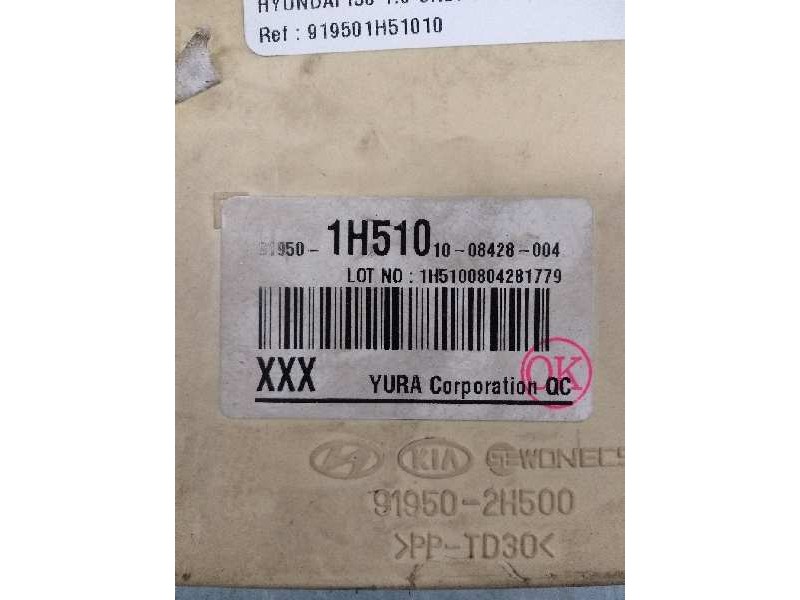 Ref : 919501H51010
91950- 1H510 10-08428-004
LOT NO : 1H5100804281779
XXX YURA Corporation QC
OK
KIA
91950-2H500
>PP-TD30<